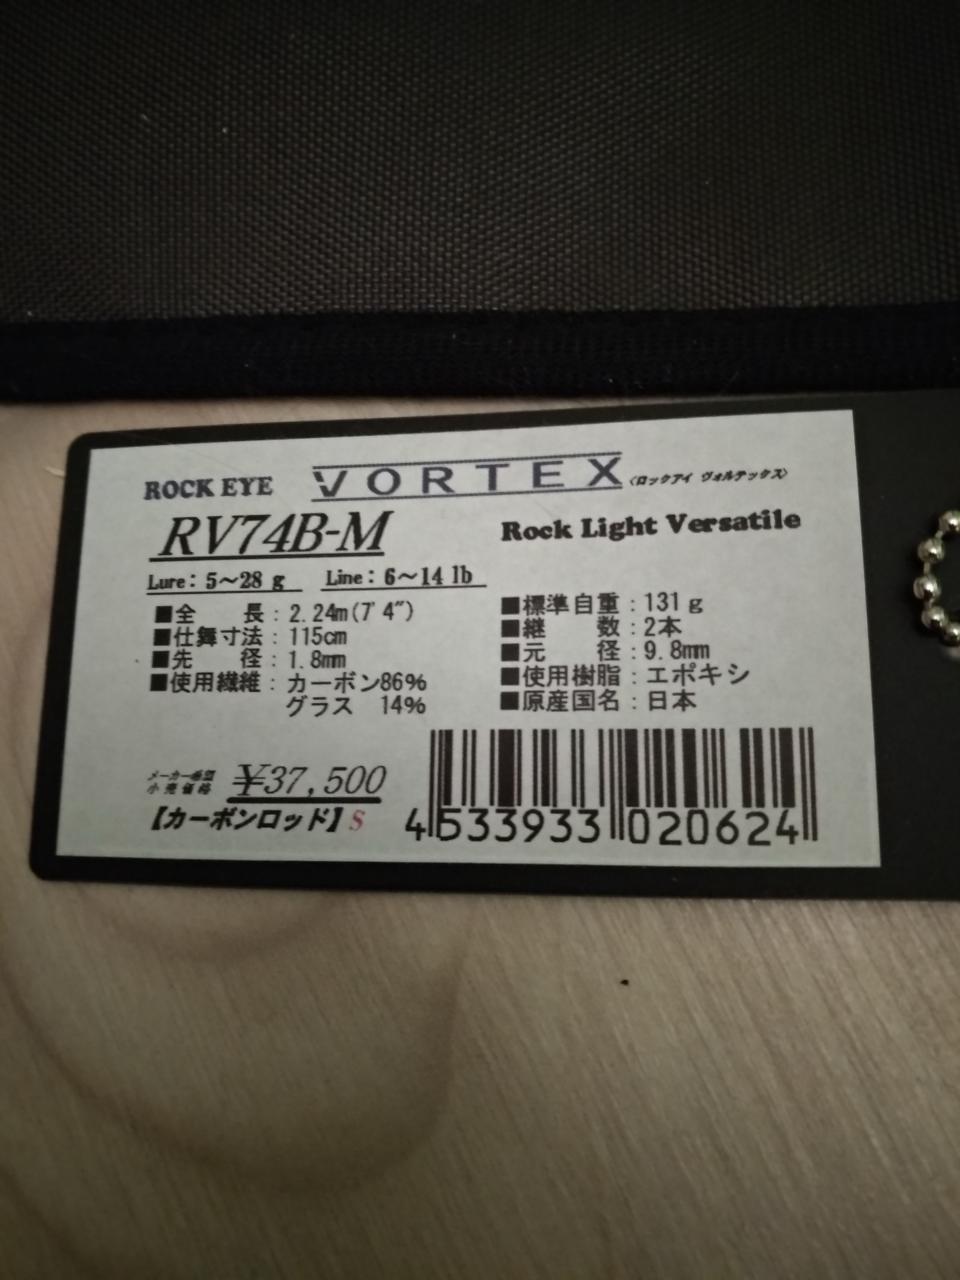 ROCK EYE VORTEX 〈ロックアイ ヴォルテックス〉
RV74B-M Rock Light Versatile
Lure: 5～28 g Line: 6～14 lb
■全長：2.24m(7'4")
■仕舞寸法：115cm
■先径：1.8mm
■使用繊維：カーボン86%
グラス 14%
■標準自重：131g
■継数：2本
■元径：9.8mm
■使用樹脂：エポキシ
■原産国名：日本
メーカー希望
小売価格 ¥37,500
【カーボンロッド】S
4533933020624